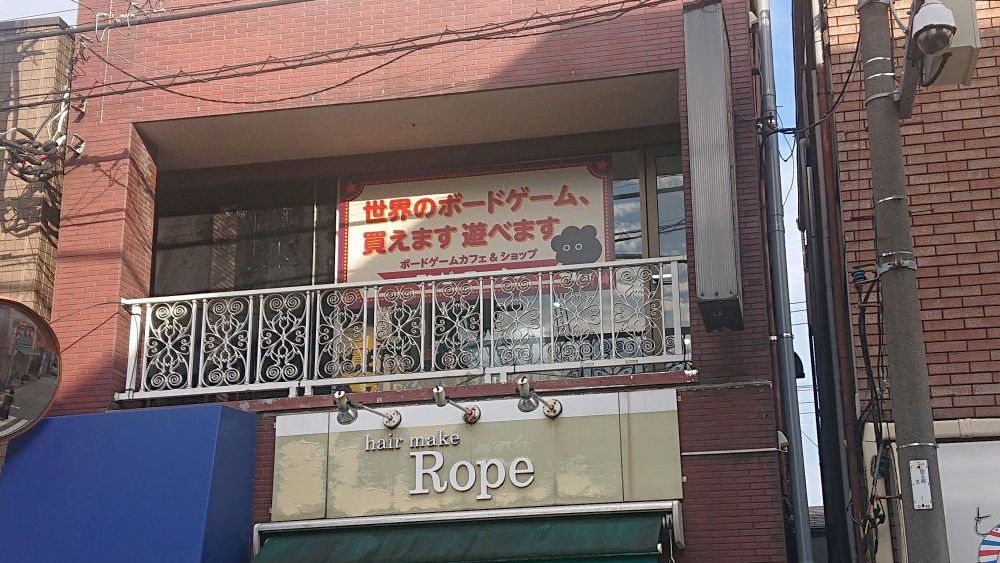 世界のボードゲーム、
買えます 遊べます
ボードゲームカフェ & ショップ
hair make
Rope